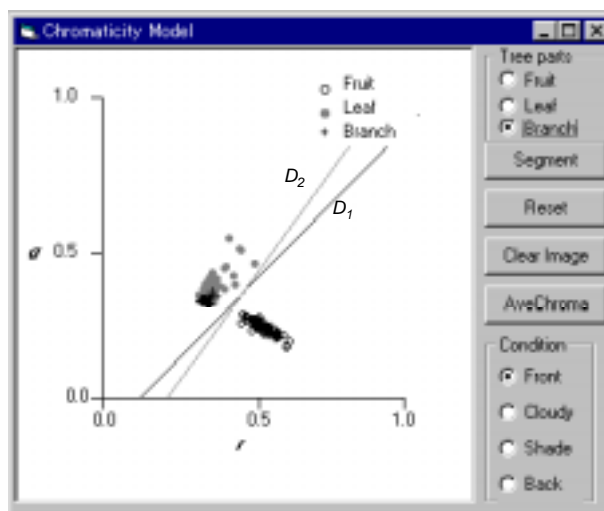 Chromaticity Model
Fruit
Leaf
Branch
D2
D1
1.0
0.5
0.0
g
0.0
0.5
1.0
r
Tree parts
Fruit
Leaf
Branch
Segment
Reset
Clear Image
AveChroma
Condition
Front
Cloudy
Shade
Back